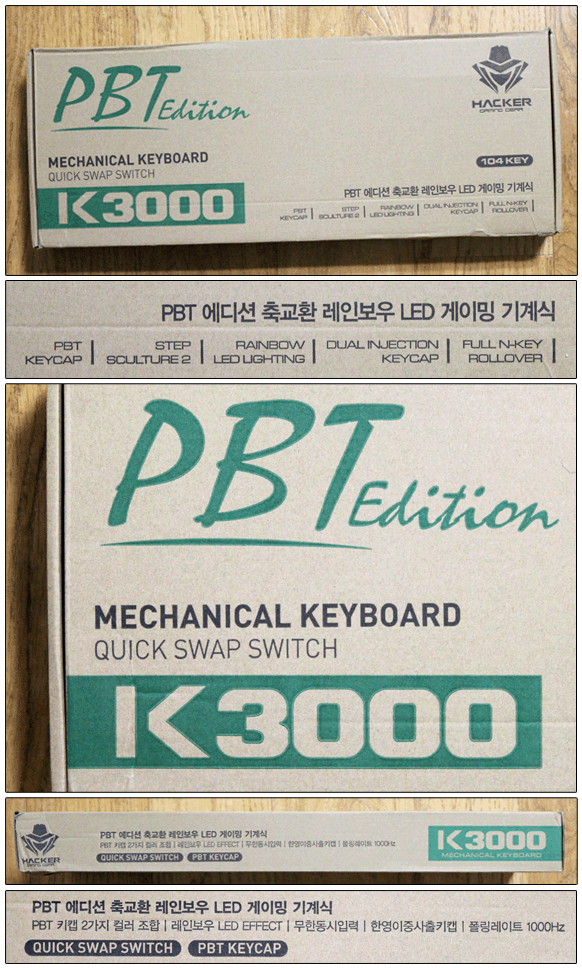 PBT Edition
HACKER
GAMING GEAR
MECHANICAL KEYBOARD
QUICK SWAP SWITCH
104 KEY
K3000
PBT 에디션 축교환 레인보우 LED 게이밍 기계식
PBT KEYCAP | STEP SCULTURE 2 | RAINBOW LED LIGHTING | DUAL INJECTION KEYCAP | FULL N-KEY ROLLOVER |
PBT 에디션 축교환 레인보우 LED 게이밍 기계식
PBT KEYCAP | STEP SCULTURE 2 | RAINBOW LED LIGHTING | DUAL INJECTION KEYCAP | FULL N-KEY ROLLOVER |
PBT Edition
MECHANICAL KEYBOARD
QUICK SWAP SWITCH
K3000
HACKER
GAMING GEAR
PBT 에디션 축교환 레인보우 LED 게이밍 기계식
PBT 키캡 2가지 컬러 조합 | 레인보우 LED EFFECT | 무한동시입력 | 한영이중사출키캡 | 폴링레이트 1000Hz
QUICK SWAP SWITCH PBT KEYCAP
K3000
MECHANICAL KEYBOARD
PBT 에디션 축교환 레인보우 LED 게이밍 기계식
PBT 키캡 2가지 컬러 조합 | 레인보우 LED EFFECT | 무한동시입력 | 한영이중사출키캡 | 폴링레이트 1000Hz
QUICK SWAP SWITCH PBT KEYCAP